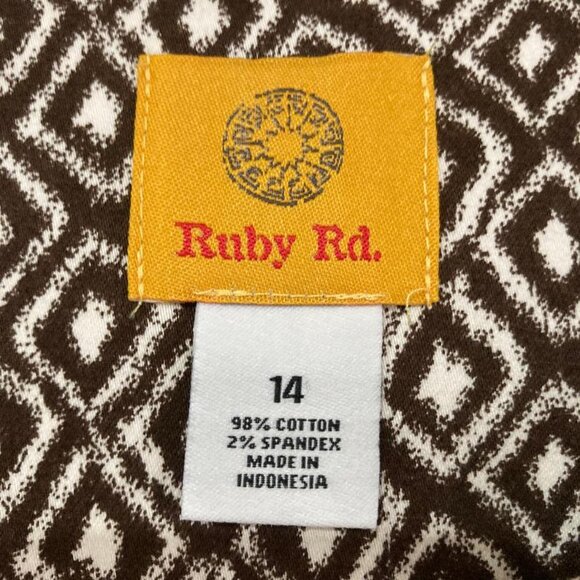 Ruby Rd.
14
98% COTTON
2% SPANDEX
MADE IN
INDONESIA